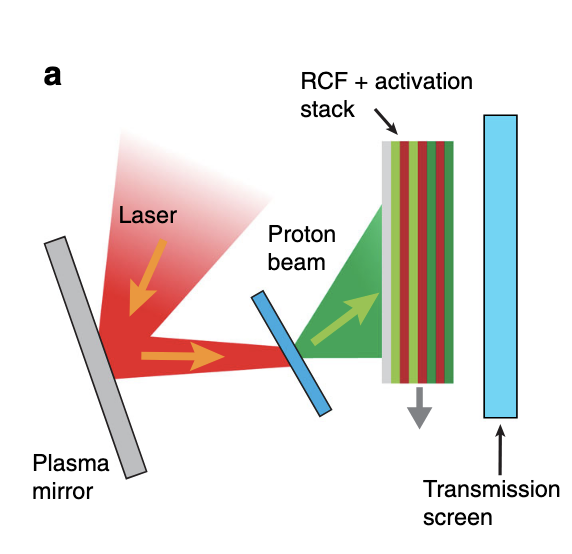 a
RCF + activation
stack
Laser
Proton
beam
Plasma
mirror
Transmission
screen